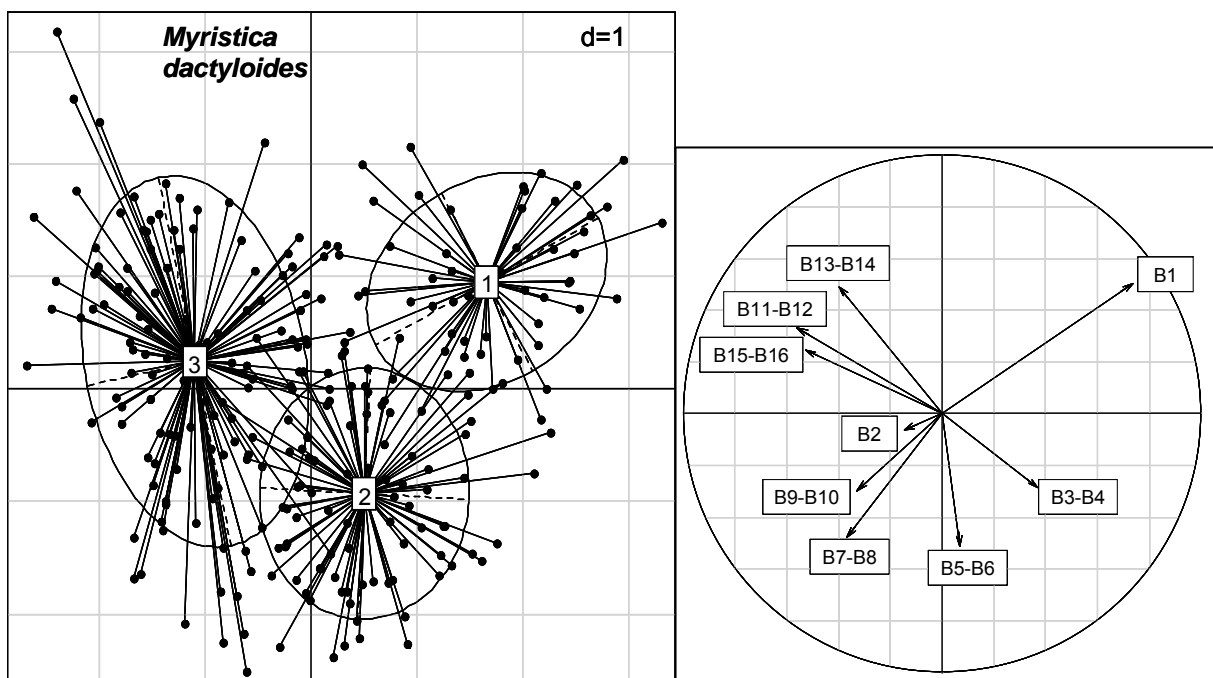 Myristica
dactyloides
d=1
1
3
2
B13-B14
B1
B11-B12
B15-B16
B2
B9-B10
B3-B4
B7-B8
B5-B6